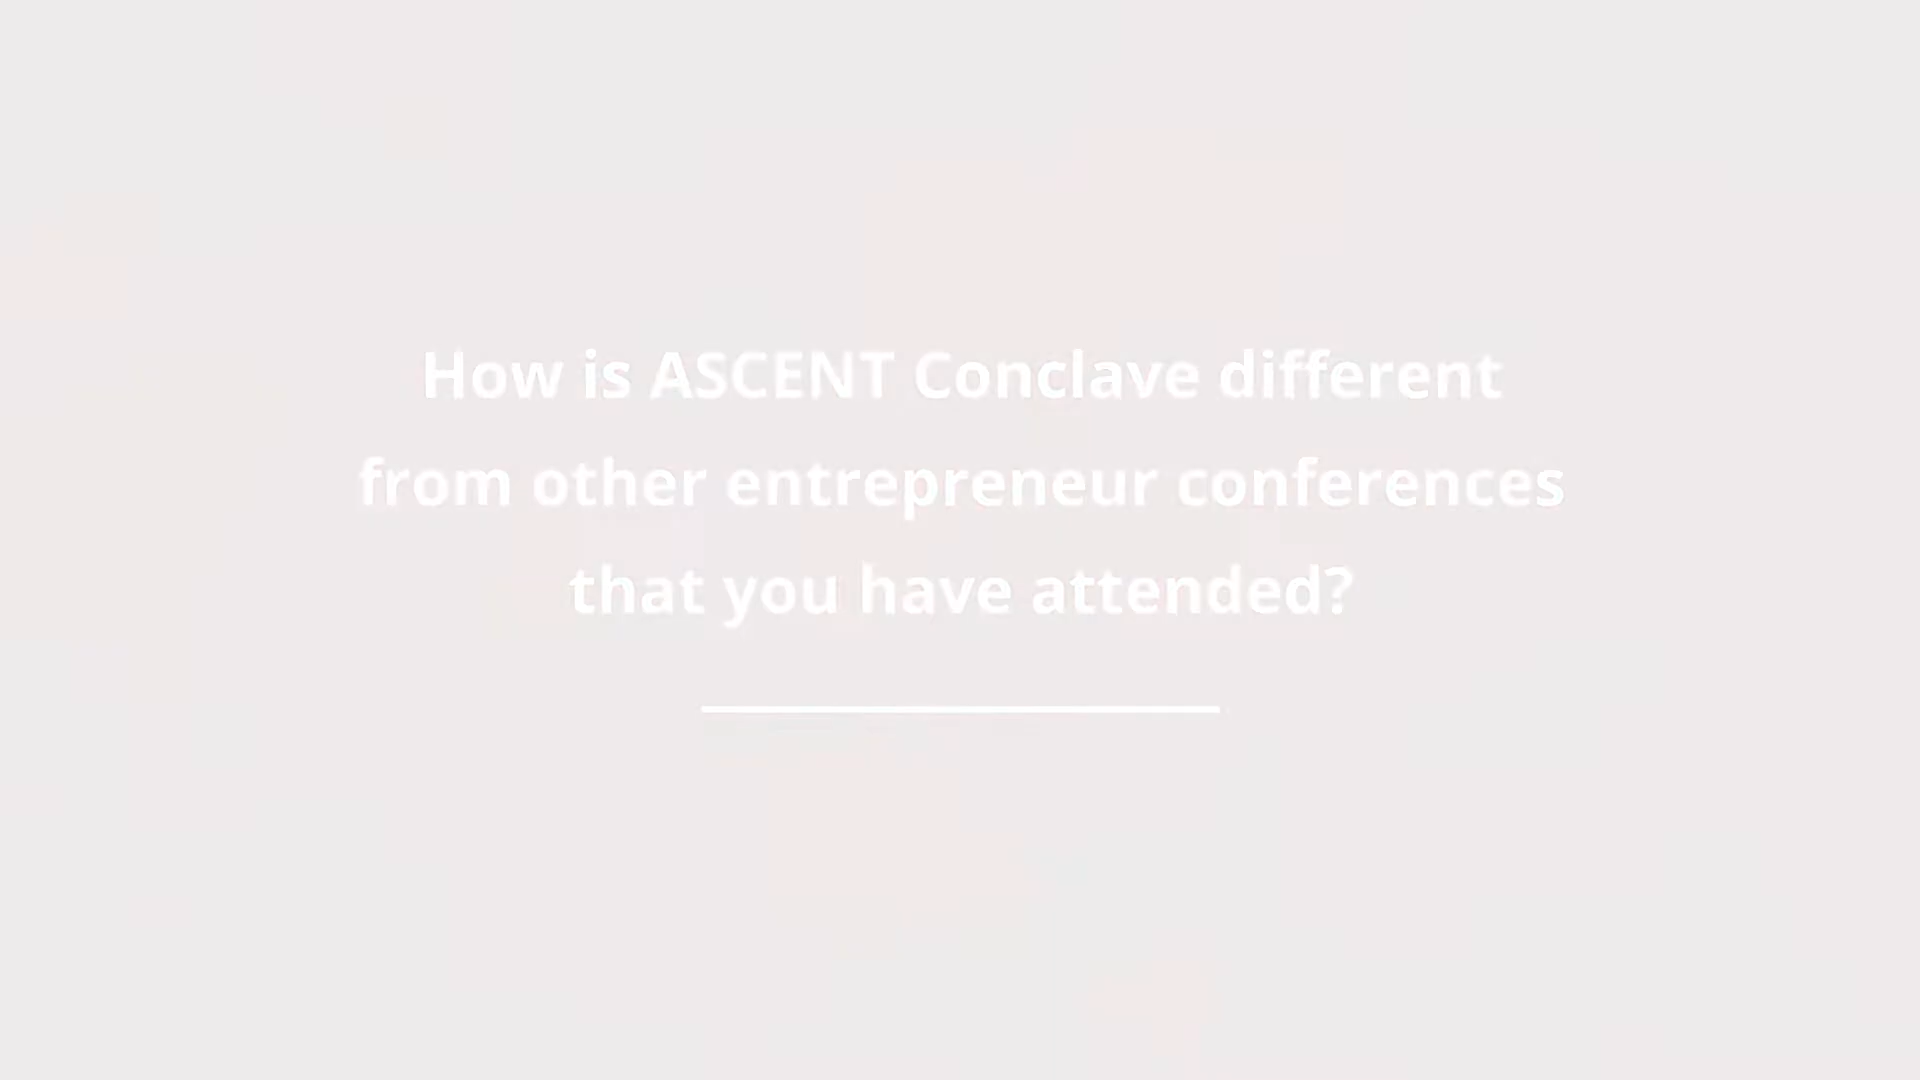 How is ASCENT Conclave different
from other entrepreneur conferences
that you have attended?